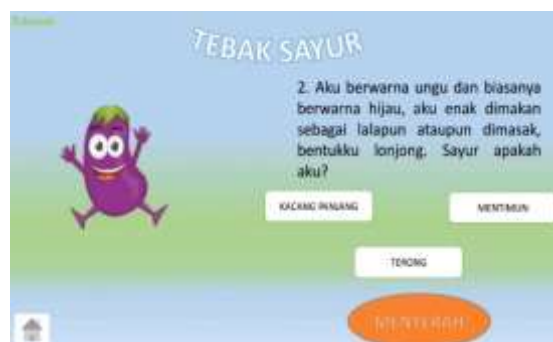 TEBAK SAYUR
2. Aku berwarna ungu dan biasanya
berwarna hijau, aku enak dimakan
sebagai lalapun ataupun dimasak,
bentukku lonjong. Sayur apakah
aku?
KACANG PANJANG
MENTIMUN
TERONG
MENYERAH